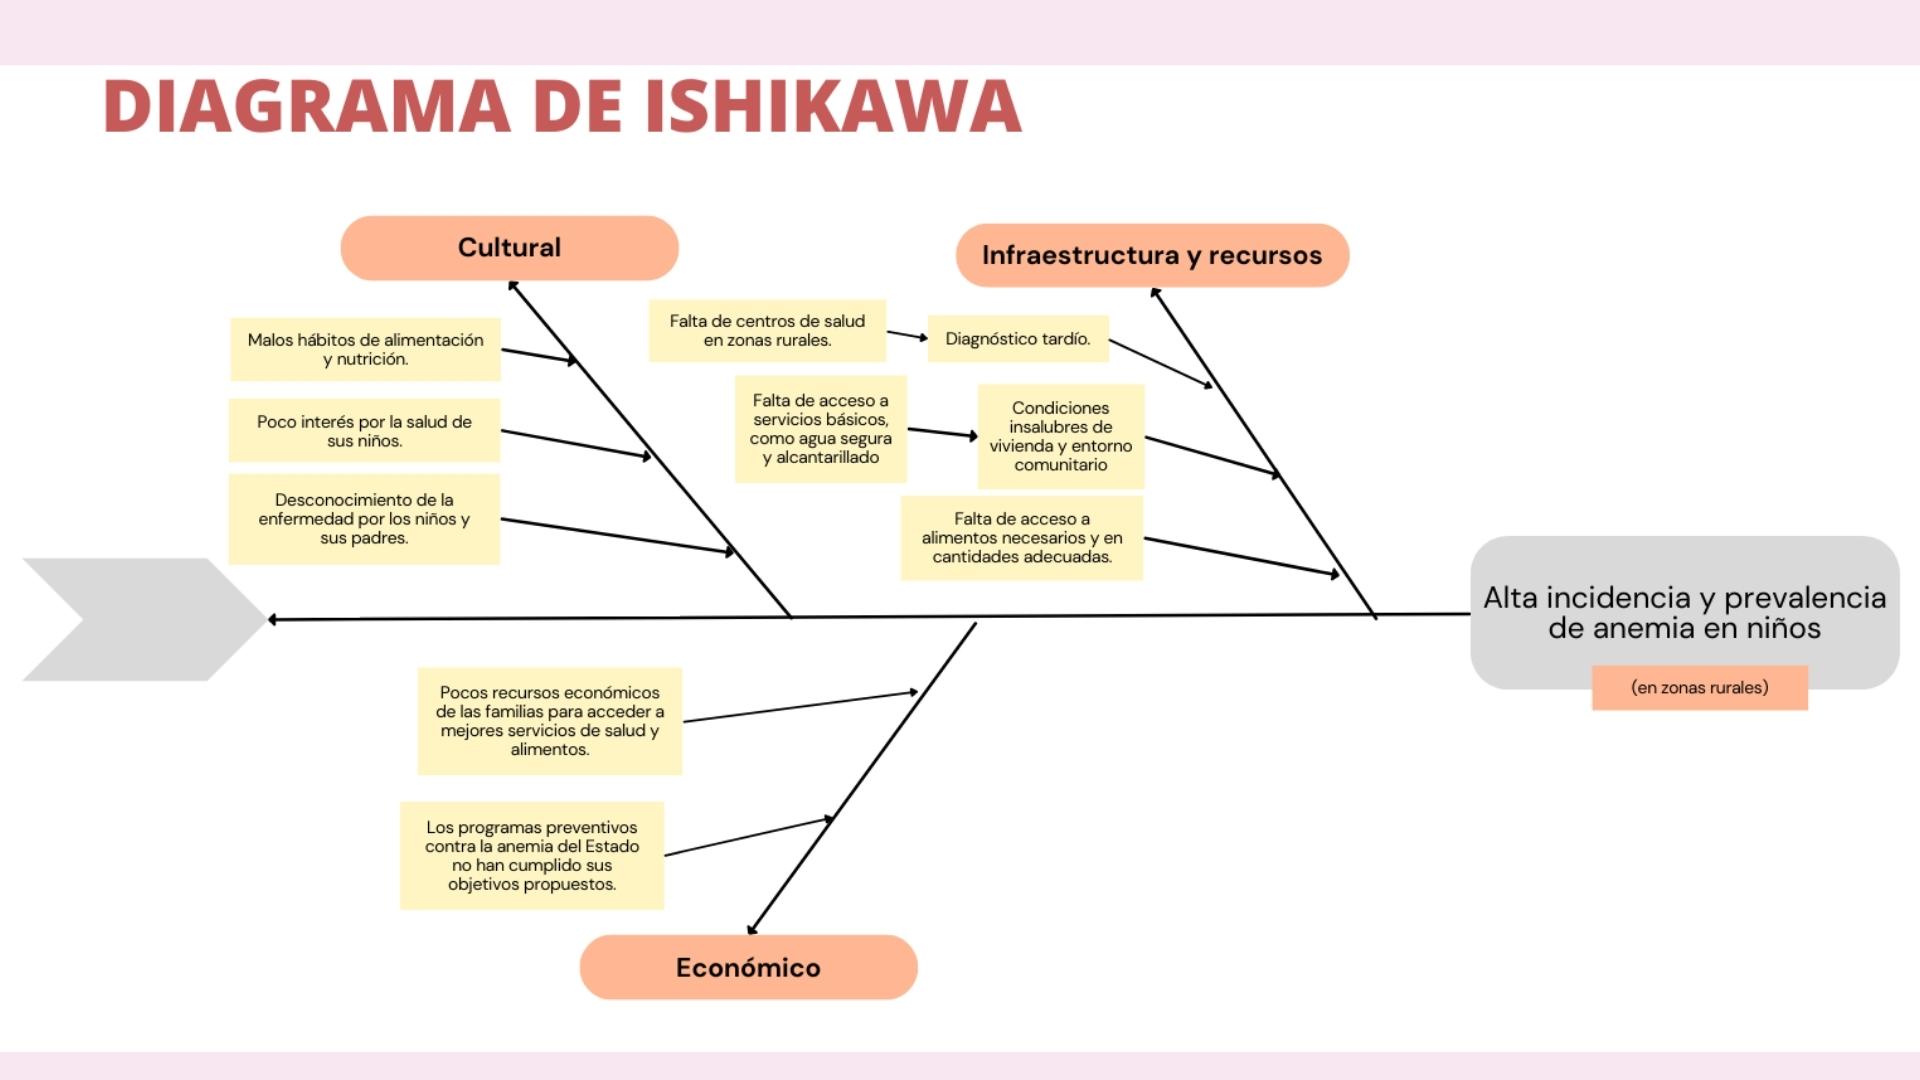 DIAGRAMA DE ISHIKAWA
Cultural
Malos hábitos de alimentación
y nutrición.
Poco interés por la salud de
sus niños.
Desconocimiento de la
enfermedad por los niños y
sus padres.
Infraestructura y recursos
Falta de centros de salud
en zonas rurales.
Diagnóstico tardío.
Falta de acceso a
servicios básicos,
como agua segura
y alcantarillado
Condiciones
insalubres de
vivienda y entorno
comunitario
Falta de acceso a
alimentos necesarios y en
cantidades adecuadas.
Alta incidencia y prevalencia
de anemia en niños
(en zonas rurales)
Pocos recursos económicos
de las familias para acceder a
mejores servicios de salud y
alimentos.
Los programas preventivos
contra la anemia del Estado
no han cumplido sus
objetivos propuestos.
Económico